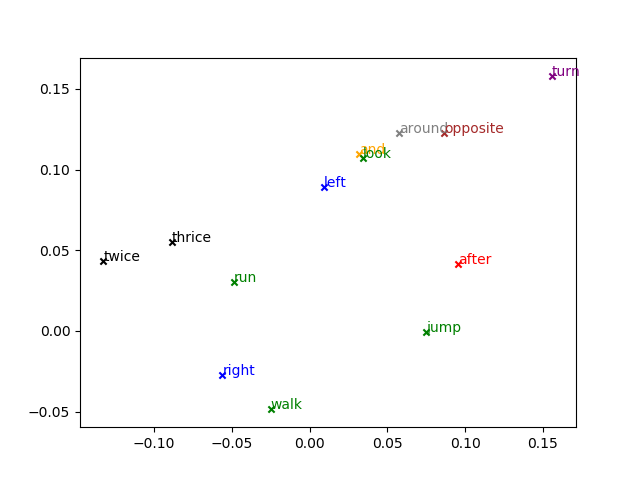 turn
0.15
around
opposite
and
look
0.10
left
thrice
0.05
twice
after
run
jump
0.00
right
walk
−0.05
−0.10 −0.05 0.00 0.05 0.10 0.15